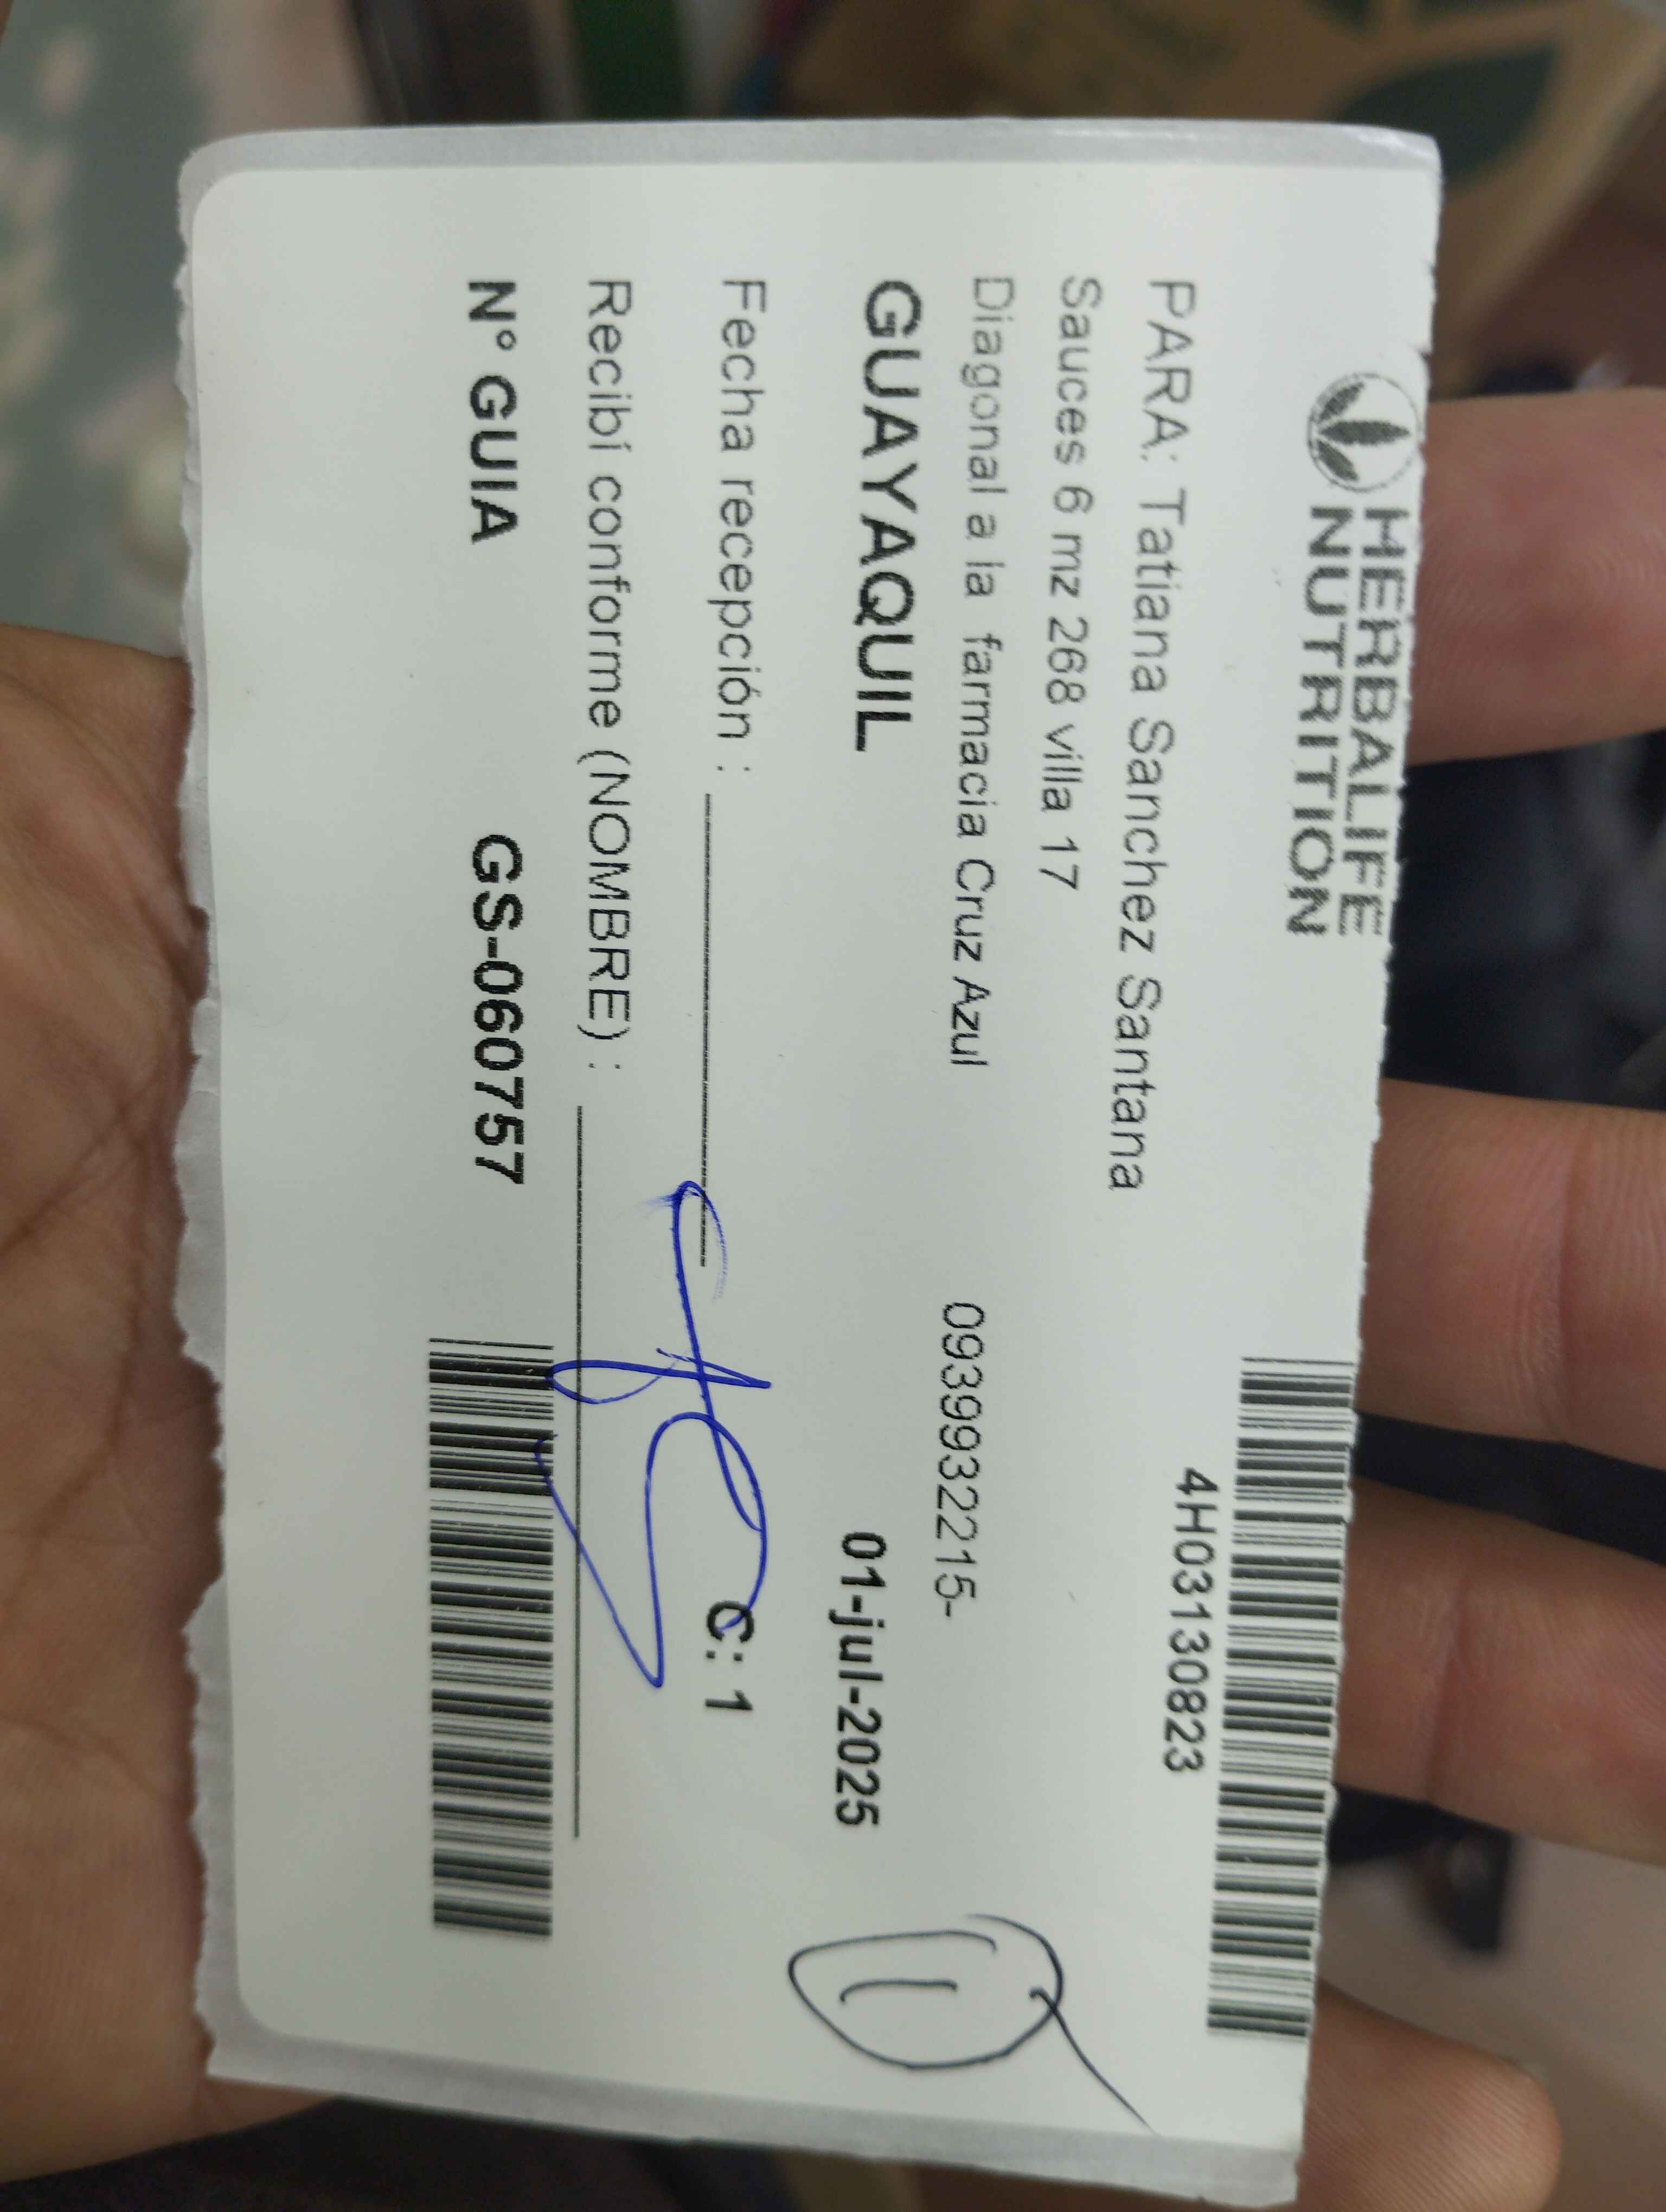 HERBALIFE
NUTRITION
4H03130823
PARA: Tatiana Sanchez Santana
Sauces 6 mz 268 villa 17
Diagonal a la farmacia Cruz Azul 0939932215-
GUAYAQUIL 01-jul-2025
Fecha recepción : C: 1
Recibí conforme (NOMBRE) :
N° GUIA GS-060757